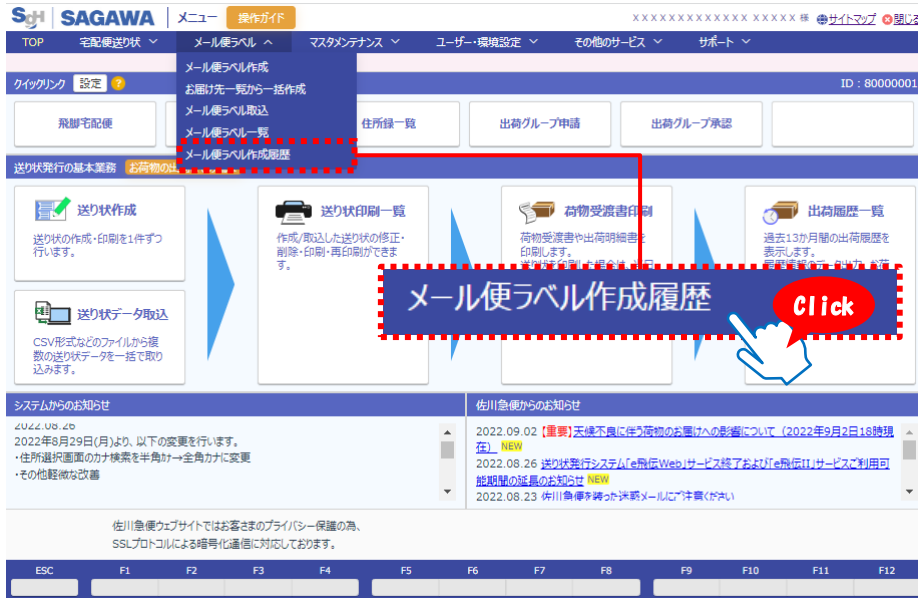 SGH SAGAWA メニュー 操作ガイド XXXXXXXXXXXXXX XXXXX 様 サイトマップ 閉じる
TOP 宅配便送り状 メール便ラベル マスタメンテナンス ユーザー・環境設定 その他のサービス サポート
メール便ラベル作成
お届け先一覧から一括作成
メール便ラベル取込
メール便ラベル一覧
メール便ラベル作成履歴
クイックリンク 設定 ? ID : 80000001
飛脚宅配便 住所録一覧 出荷グループ申請 出荷グループ承認
送り状発行の基本業務 お荷物の出
送り状作成
送り状の作成・印刷を1件ずつ
行います。
送り状データ取込
CSV形式などのファイルから複
数の送り状データを一括で取り
込みます。
送り状印刷一覧
作成/取込した送り状の修正・
削除・印刷・再印刷ができま
す。
荷物受渡書印刷
荷物受渡書や出荷明細書を
印刷します。
出荷履歴一覧
過去13か月間の出荷履歴を
表示します。
メール便ラベル作成履歴
Click
システムからのお知らせ
2022.08.26
2022年8月29日(月)より、以下の変更を行います。
・住所選択画面のカナ検索を半角カナ→全角カナに変更
・その他軽微な改善
佐川急便からのお知らせ
2022.09.02 【重要】天候不良に伴う荷物のお届けへの影響について（2022年9月2日18時現
在） NEW
2022.08.26 送り状発行システム「e飛伝Web」サービス終了および「e飛伝II」サービスご利用可
能期間の延長のお知らせ NEW
2022.08.23 佐川急便を装った迷惑メールにご注意ください
佐川急便ウェブサイトではお客さまのプライバシー保護の為、
SSLプロトコルによる暗号化通信に対応しております。
ESC F1 F2 F3 F4 F5 F6 F7 F8 F9 F10 F11 F12